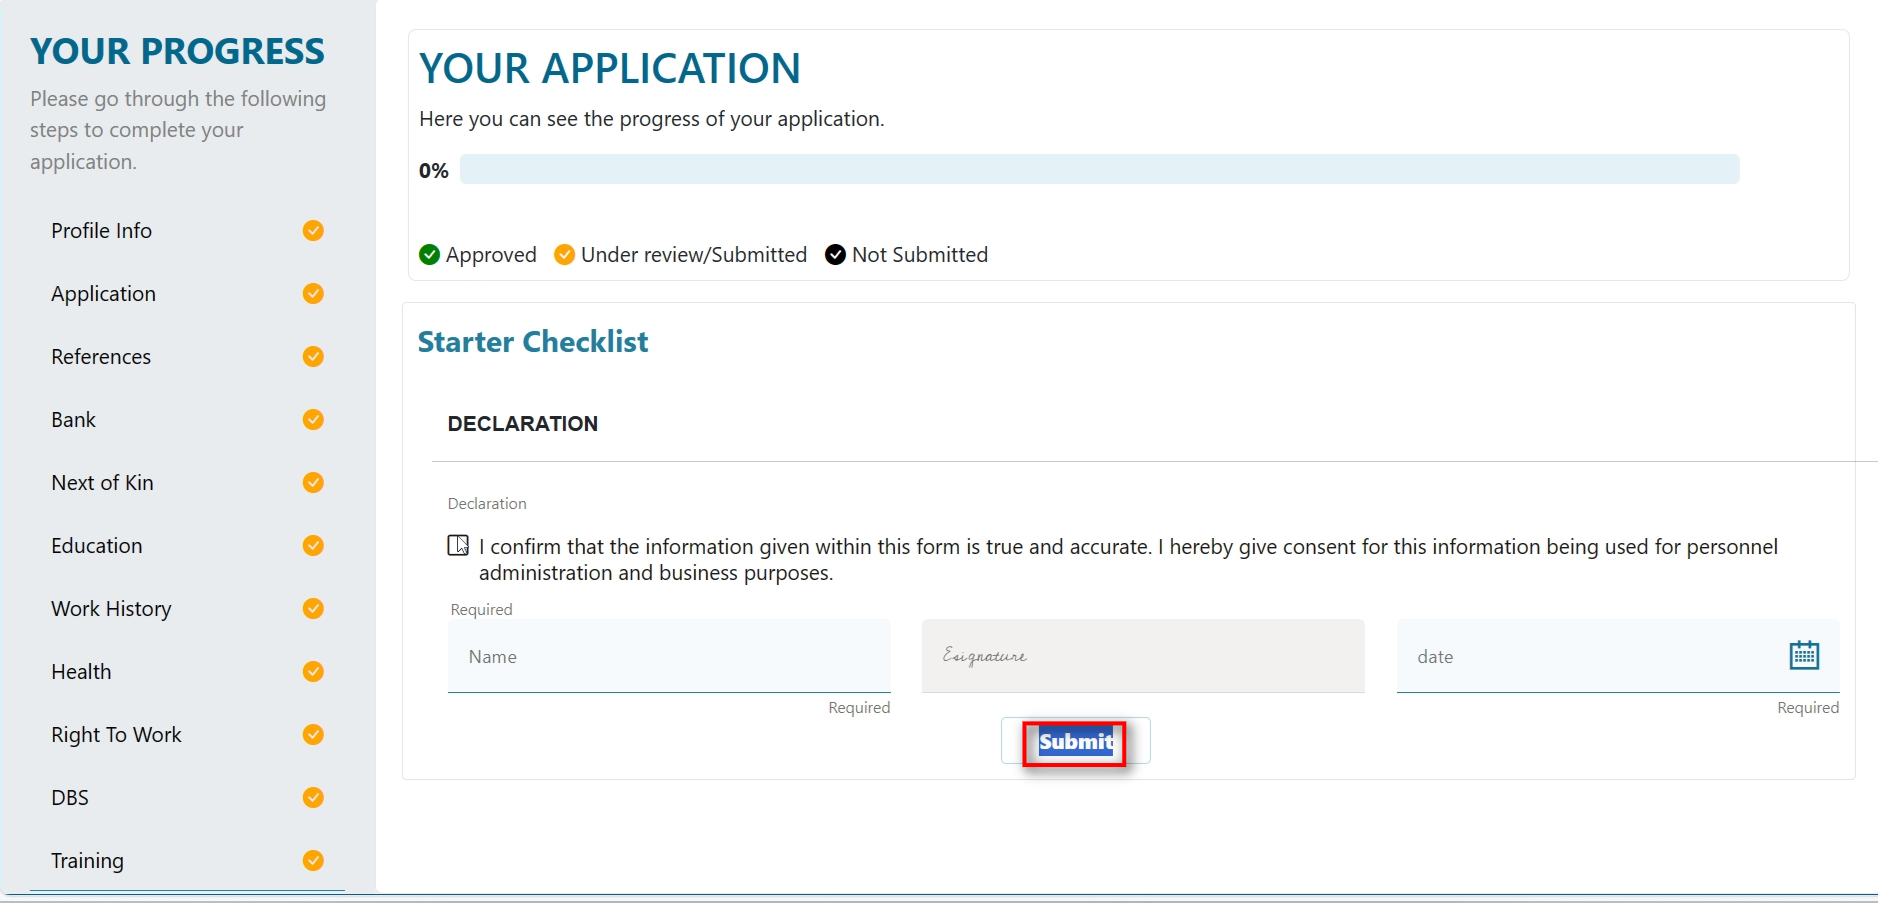 YOUR PROGRESS
Please go through the following
steps to complete your
application.
Profile Info
Application
References
Bank
Next of Kin
Education
Work History
Health
Right To Work
DBS
Training
YOUR APPLICATION
Here you can see the progress of your application.
0%
Approved Under review/Submitted Not Submitted
Starter Checklist
DECLARATION
Declaration
I confirm that the information given within this form is true and accurate. I hereby give consent for this information being used for personnel
administration and business purposes.
Required
Name Esignature date
Required Required
Submit